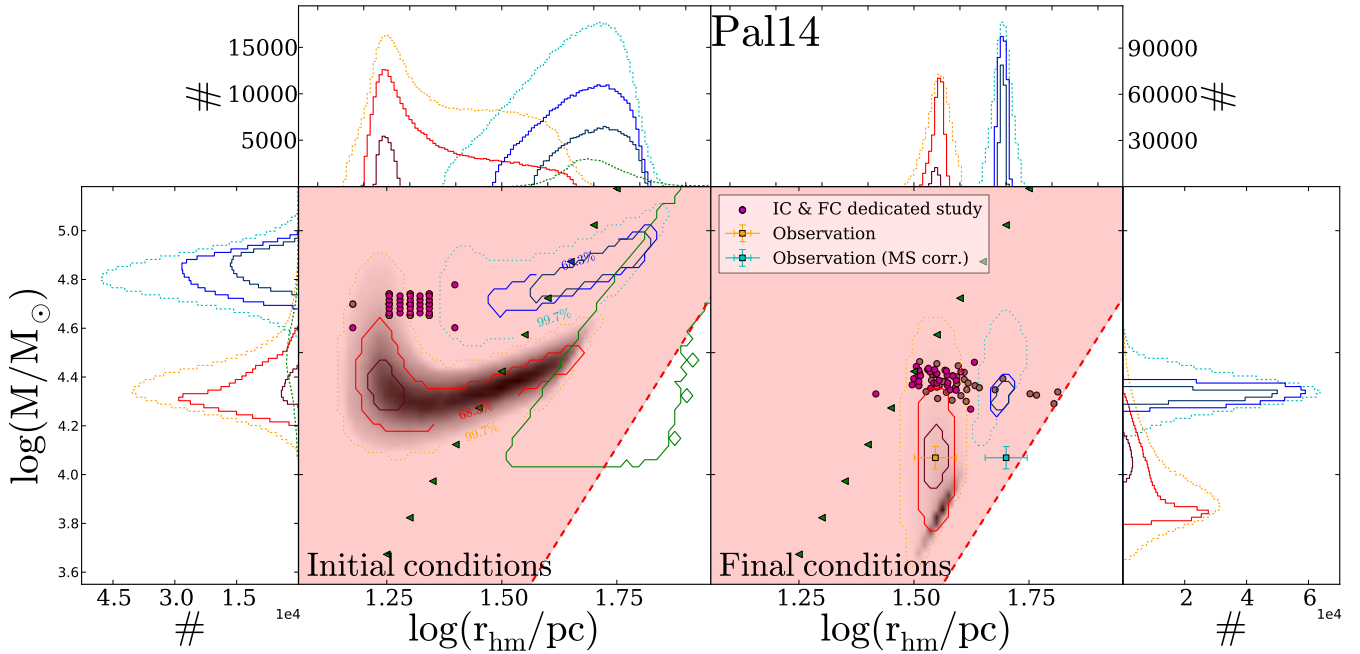 Pal14
#
15000
10000
5000
90000
60000
30000
#
IC & FC dedicated study
Observation
Observation (MS corr.)
log(M/M⊙)
5.0
4.8
4.6
4.4
4.2
4.0
3.8
3.6
68.3%
99.7%
68.3%
99.7%
Initial conditions
Final conditions
4.5 3.0 1.5
1e4
#
1.25 1.5 1.75
log(r_hm/pc)
1.25 1.5 1.75
log(r_hm/pc)
2 4 6
1e4
#